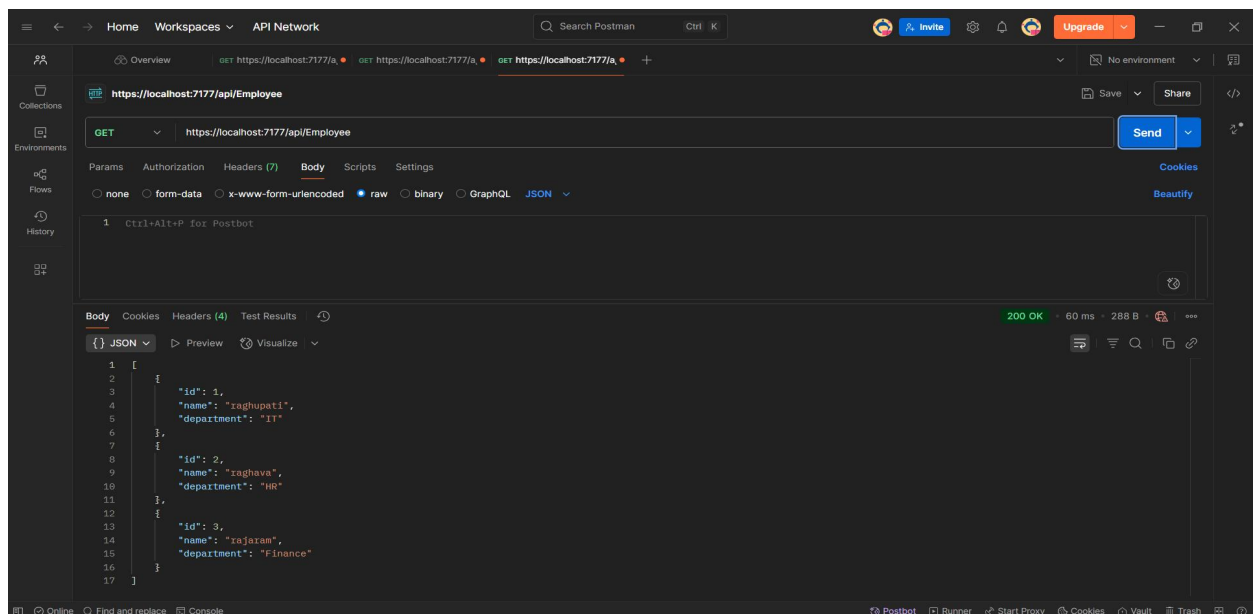 Home Workspaces API Network Search Postman Ctrl K Invite Upgrade
Overview GET https://localhost:7177/a, GET https://localhost:7177/a, GET https://localhost:7177/a, + No environment
Collections
HTTP https://localhost:7177/api/Employee Save Share
GET https://localhost:7177/api/Employee Send
Environments
Params Authorization Headers (7) Body Scripts Settings Cookies
Flows
none form-data x-www-form-urlencoded raw binary GraphQL JSON Beautify
History
1 Ctrl+Alt+P for Postbot
Body Cookies Headers (4) Test Results 200 OK 60 ms 288 B
{} JSON Preview Visualize
1 [
2 {
3 "id": 1,
4 "name": "raghupati",
5 "department": "IT"
6 },
7 {
8 "id": 2,
9 "name": "raghava",
10 "department": "HR"
11 },
12 {
13 "id": 3,
14 "name": "rajaram",
15 "department": "Finance"
16 }
17 ]
Online Find and replace Console Postbot Runner Start Proxy Cookies Vault Trash